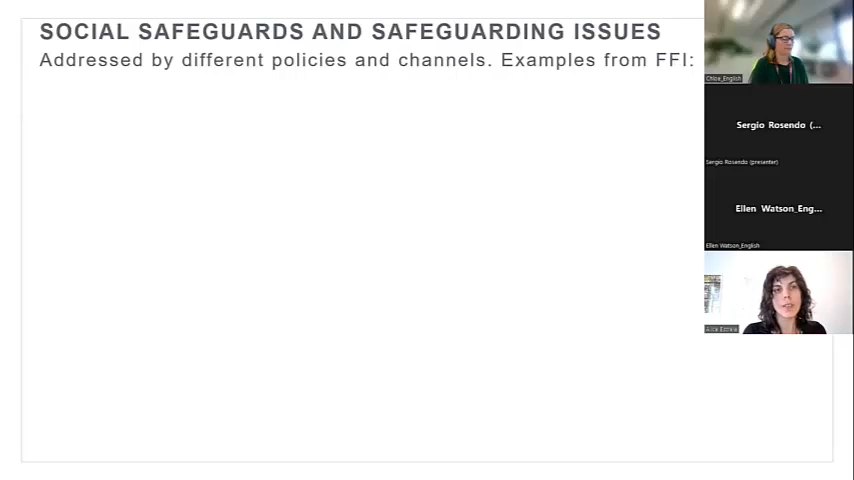 SOCIAL SAFEGUARDS AND SAFEGUARDING ISSUES
Addressed by different policies and channels. Examples from FFI:
Chloe_English
Sergio Rosendo (...
Sergio Rosendo (presenter)
Ellen Watson_Eng...
Ellen Watson_English